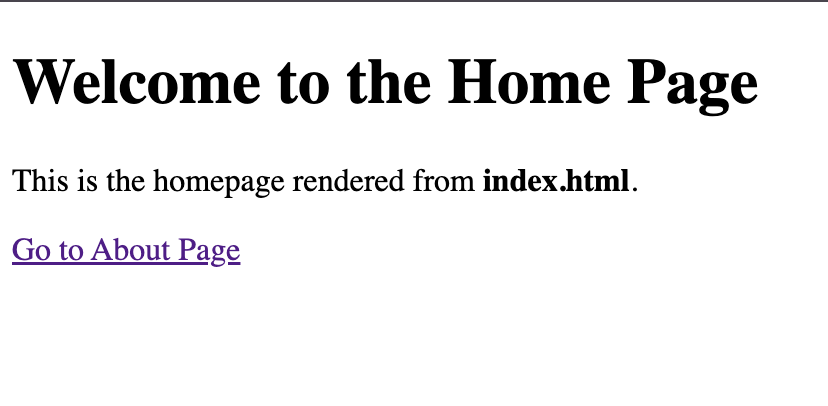 Welcome to the Home Page
This is the homepage rendered from index.html.
Go to About Page